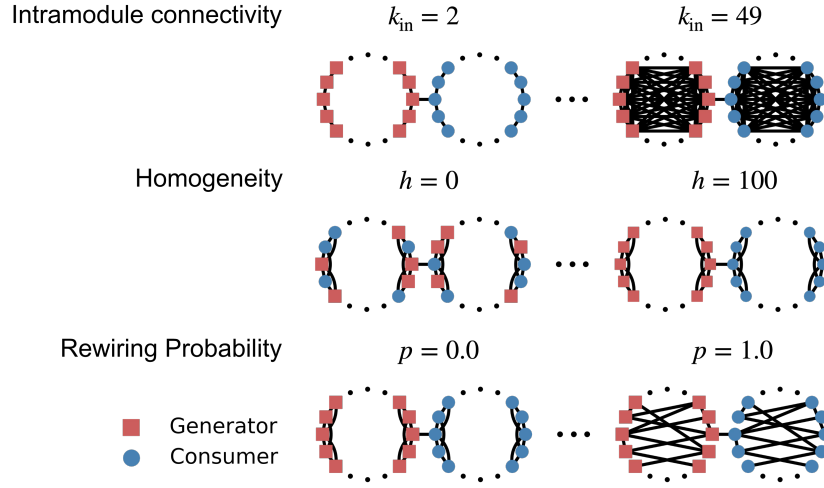 Intramodule connectivity
k_in = 2
k_in = 49
Homogeneity
h = 0
h = 100
Rewiring Probability
p = 0.0
p = 1.0
Generator
Consumer